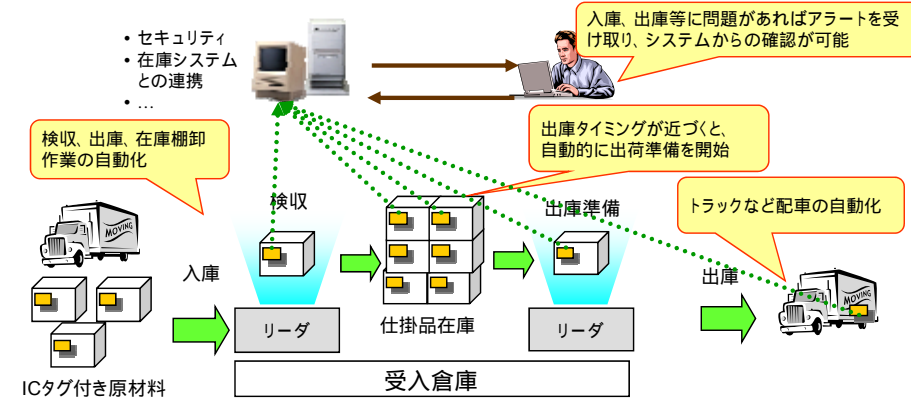 • セキュリティ
• 在庫システム
との連携
• …
入庫、出庫等に問題があればアラートを受
け取り、システムからの確認が可能
検収、出庫、在庫棚卸
作業の自動化
出庫タイミングが近づくと、
自動的に出荷準備を開始
トラックなど配車の自動化
検収
出庫準備
MOVING
入庫
出庫
MOVING
リーダ
仕掛品在庫
リーダ
ICタグ付き原材料
受入倉庫